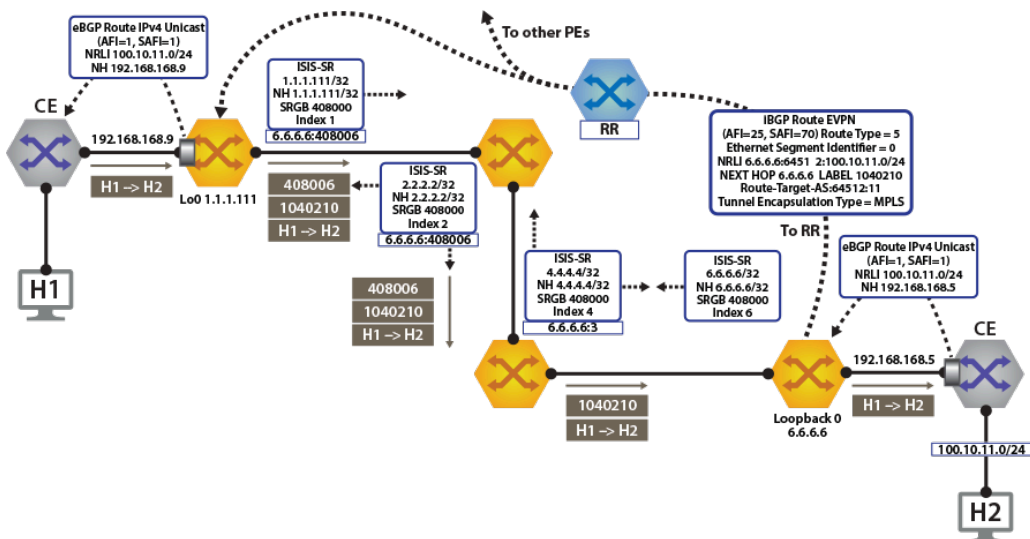 eBGP Route IPv4 Unicast
(AFI=1, SAFI=1)
NRLI 100.10.11.0/24
NH 192.168.168.9
To other PEs
CE
ISIS-SR
1.1.1.111/32
NH 1.1.1.111/32
SRGB 408000
Index 1
6.6.6.6:408006
RR
192.168.168.9
H1 –> H2
Lo0 1.1.1.111
iBGP Route EVPN
(AFI=25, SAFI=70) Route Type = 5
Ethernet Segment Identifier = 0
NRLI 6.6.6.6:6451 2:100.10.11.0/24
NEXT HOP 6.6.6.6 LABEL 1040210
Route-Target-AS:64512:11
Tunnel Encapsulation Type = MPLS
408006
1040210
H1 –> H2
ISIS-SR
2.2.2.2/32
NH 2.2.2.2/32
SRGB 408000
Index 2
6.6.6.6:408006
To RR
H1
408006
1040210
H1 –> H2
ISIS-SR
4.4.4.4/32
NH 4.4.4.4/32
SRGB 408000
Index 4
6.6.6.6:3
ISIS-SR
6.6.6.6/32
NH 6.6.6.6/32
SRGB 408000
Index 6
eBGP Route IPv4 Unicast
(AFI=1, SAFI=1)
NRLI 100.10.11.0/24
NH 192.168.168.5
192.168.168.5
CE
1040210
H1 –> H2
H1 –> H2
Loopback 0
6.6.6.6
100.10.11.0/24
H2